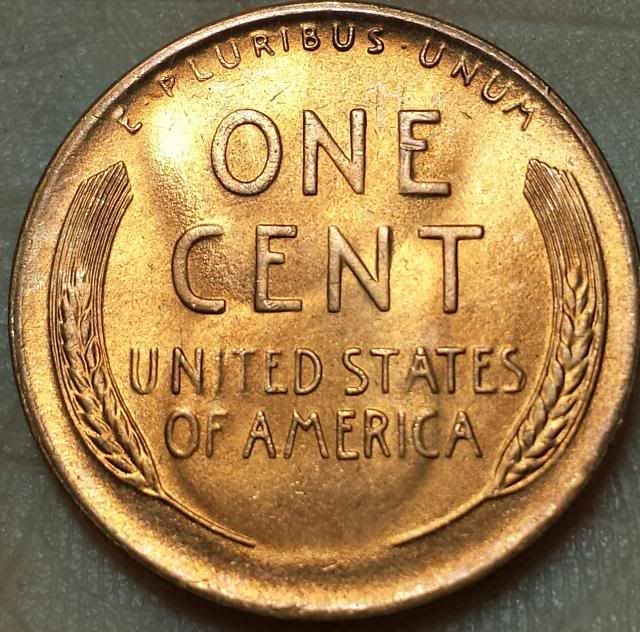 E · PLURIBUS · UNUM
ONE
CENT
UNITED STATES
OF AMERICA